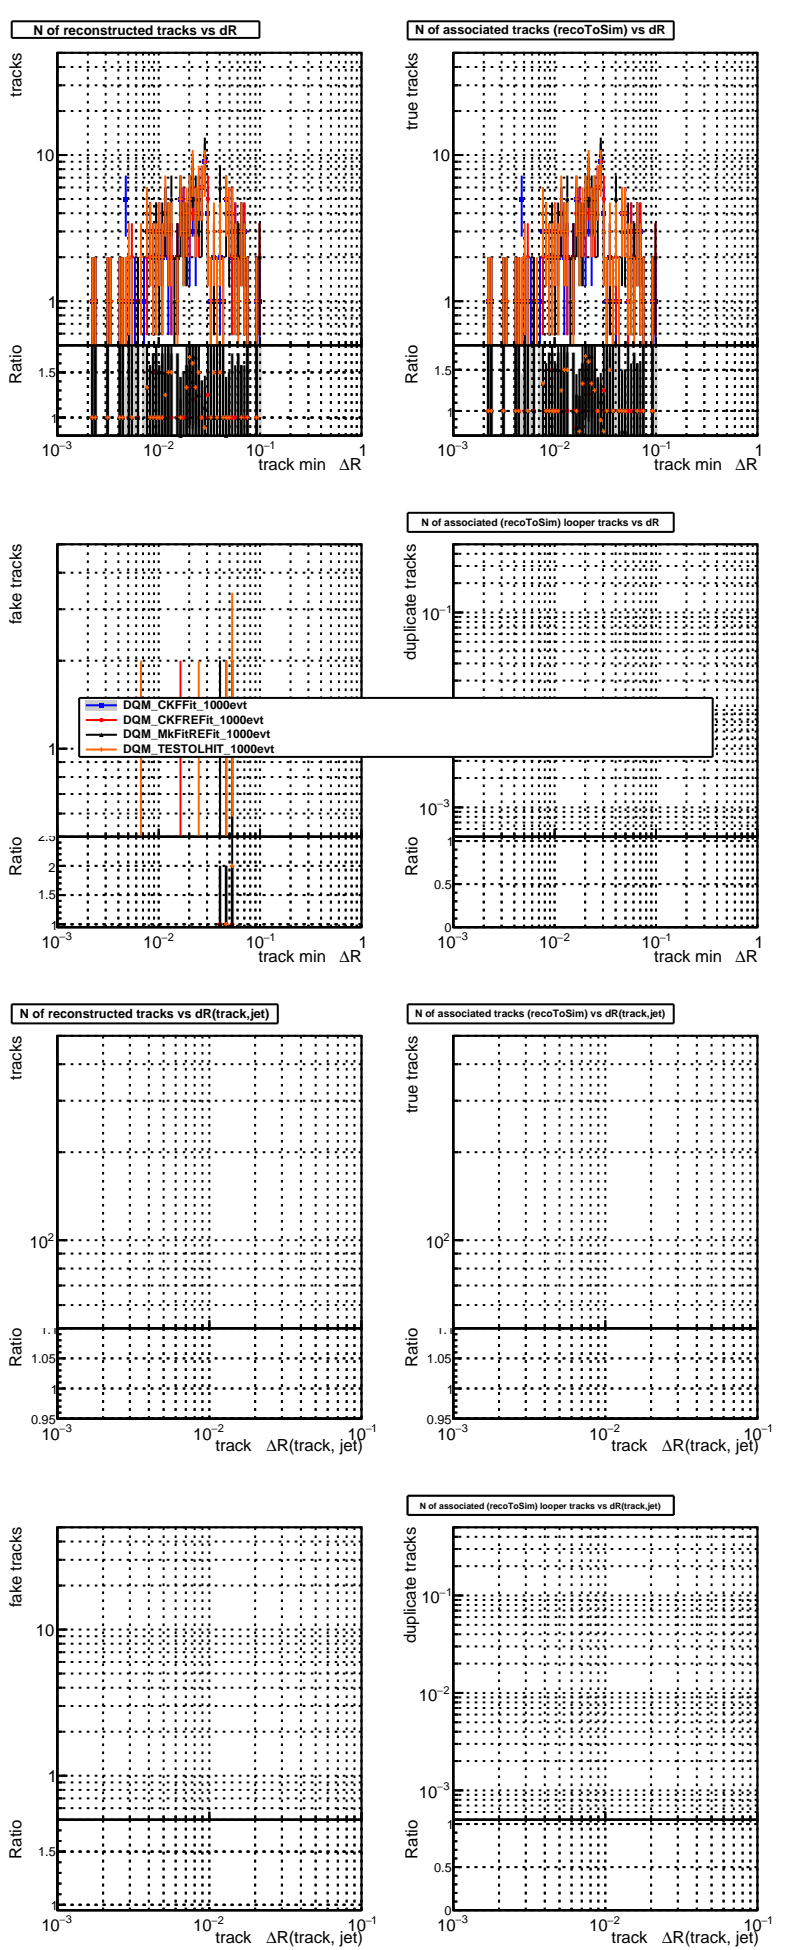 N of reconstructed tracks vs dR
tracks
10
1
Ratio
1.5
1
10−3 10−2 10−1 1
track min ΔR
N of associated tracks (recoToSim) vs dR
true tracks
10
1
Ratio
1.5
1
10−3 10−2 10−1 1
track min ΔR
fake tracks
1
Ratio
2.5
2
1.5
1
10−3 10−2 10−1 1
track min ΔR
N of associated (recoToSim) looper tracks vs dR
duplicate tracks
10−1
10−3
Ratio
1
0.5
0
10−3 10−2 10−1 1
track min ΔR
DQM_CKFFit_1000evt
DQM_CKFREFit_1000evt
DQM_MkFitREFit_1000evt
DQM_TESTOLHIT_1000evt
N of reconstructed tracks vs dR(track,jet)
tracks
102
Ratio
1.1
1.05
1
0.95
10−3 10−2 10−1
track ΔR(track, jet)
N of associated tracks (recoToSim) vs dR(track,jet)
true tracks
102
Ratio
1.1
1.05
1
0.95
10−3 10−2 10−1
track ΔR(track, jet)
fake tracks
10
1
Ratio
1.5
1
10−3 10−2 10−1
track ΔR(track, jet)
N of associated (recoToSim) looper tracks vs dR(track,jet)
duplicate tracks
10−1
10−2
10−3
Ratio
1
0.5
0
10−3 10−2 10−1
track ΔR(track, jet)